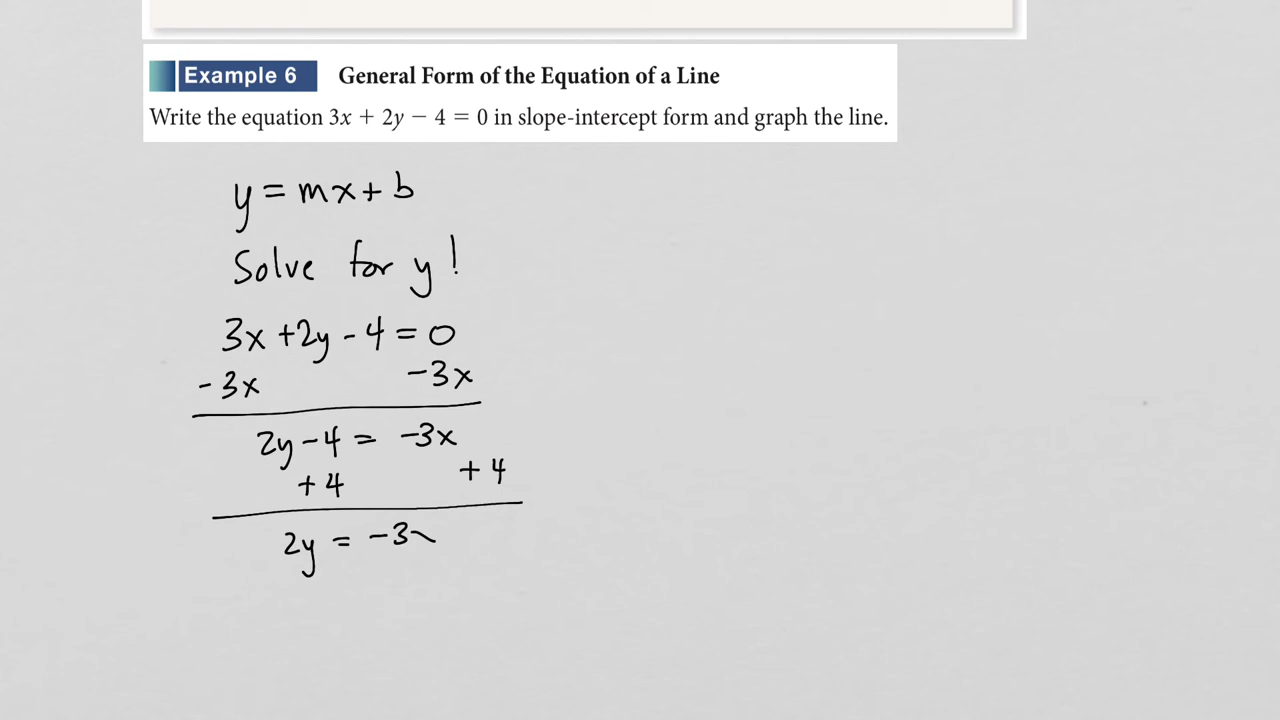 Example 6 General Form of the Equation of a Line
Write the equation 3x + 2y − 4 = 0 in slope-intercept form and graph the line.
y = mx + b
Solve for y!
3x + 2y - 4 = 0
- 3x - 3x
2y - 4 = -3x
+ 4 + 4
2y = -3